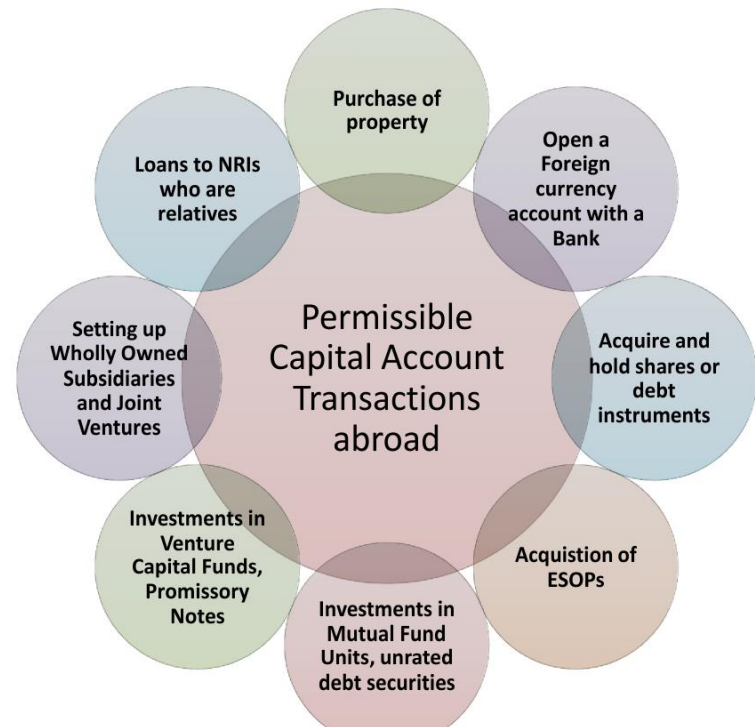 Purchase of
property
Open a
Foreign
currency
account with a
Bank
Acquire and
hold shares or
debt
instruments
Acquistion of
ESOPs
Investments in
Mutual Fund
Units, unrated
debt securities
Investments in
Venture
Capital Funds,
Promissory
Notes
Setting up
Wholly Owned
Subsidiaries
and Joint
Ventures
Loans to NRIs
who are
relatives
Permissible
Capital Account
Transactions
abroad